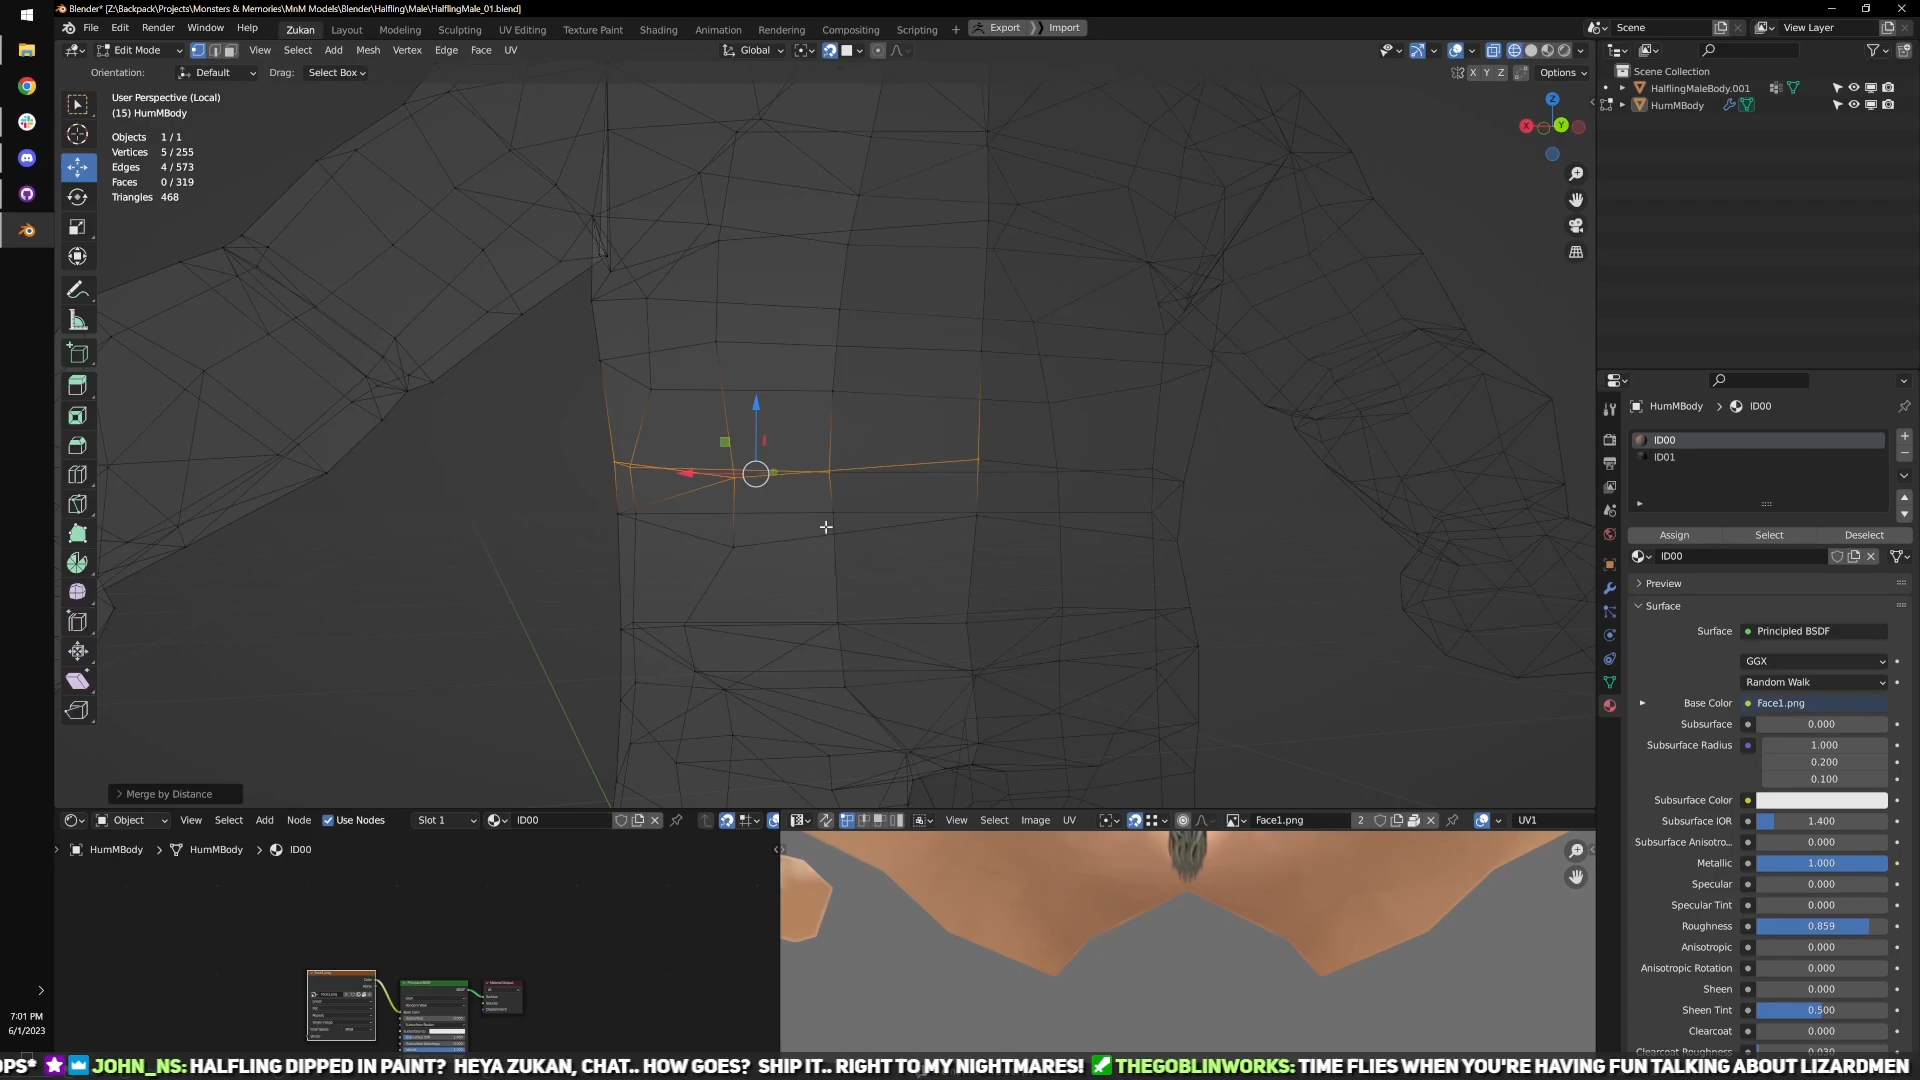 Blender* [Z:\Backpack\Projects\Monsters & Memories\MnM Models\Blender\Halfling\Male\HalflingMale_01.blend]
File Edit Render Window Help Zukan Layout Modeling Sculpting UV Editing Texture Paint Shading Animation Rendering Compositing Scripting + Export Import Scene View Layer
Edit Mode View Select Add Mesh Vertex Edge Face UV Global
Orientation: Default Drag: Select Box X Y Z Options
User Perspective (Local)
(15) HumMBody
Objects 1 / 1
Vertices 5 / 255
Edges 4 / 573
Faces 0 / 319
Triangles 468
Z
X Y
Merge by Distance
Scene Collection
HalflingMaleBody.001
HumMBody
HumMBody > ID00
ID00
ID01
Assign Select Deselect
ID00
Preview
Surface
Surface Principled BSDF
GGX
Random Walk
Base Color Face1.png
Subsurface 0.000
Subsurface Radius 1.000
0.200
0.100
Subsurface Color
Subsurface IOR 1.400
Subsurface Anisotro... 0.000
Metallic 1.000
Specular 0.000
Specular Tint 0.000
Roughness 0.859
Anisotropic 0.000
Anisotropic Rotation 0.000
Sheen 0.000
Sheen Tint 0.500
Clearcoat 0.000
Clearcoat Roughness 0.030
Object View Select Add Node Use Nodes Slot 1 ID00
HumMBody > HumMBody > ID00
View Select Image UV Face1.png 2 UV1
7:01 PM
6/1/2023
OPS* JOHN_NS: HALFLING DIPPED IN PAINT? HEYA ZUKAN, CHAT.. HOW GOES? SHIP IT.. RIGHT TO MY NIGHTMARES! THEGOBLINWORKS: TIME FLIES WHEN YOU'RE HAVING FUN TALKING ABOUT LIZARDMEN